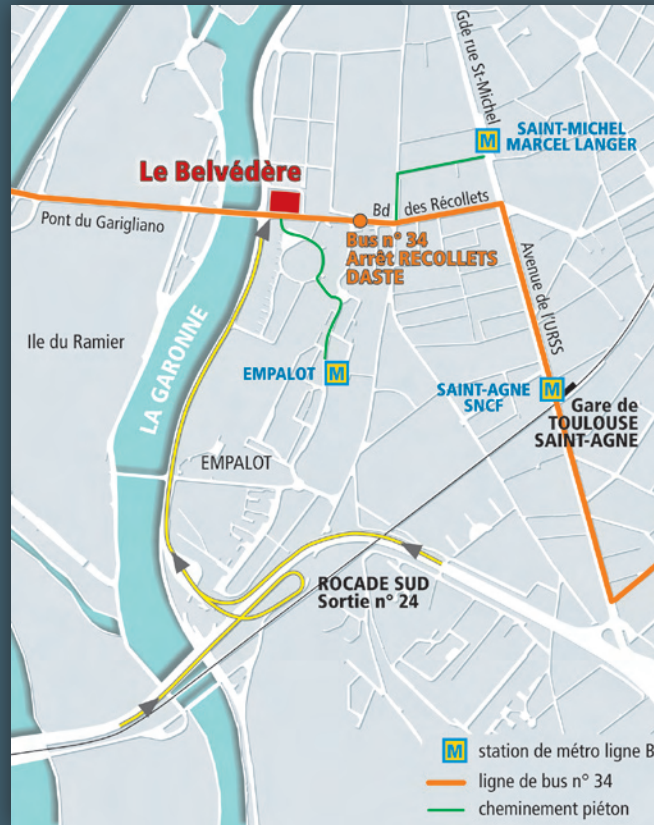 Gde rue St-Michel
SAINT-MICHEL
MARCEL LANGER
M
Le Belvédère
Bd des Récollets
Pont du Garigliano
Bus n° 34
Arrêt RECOLLETS
DASTE
Avenue de l'URSS
LA GARONNE
Ile du Ramier
EMPALOT
M
SAINT-AGNE
SNCF
M
Gare de
TOULOUSE
SAINT-AGNE
EMPALOT
ROCADE SUD
Sortie n° 24
M
station de métro ligne B
ligne de bus n° 34
cheminement piéton